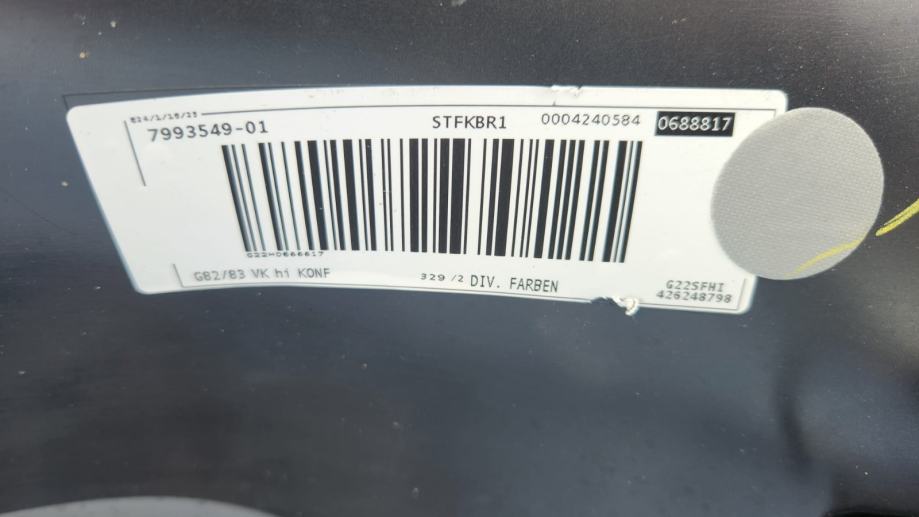 7993549-01 STFKBR1 0004240584 0688817
G82/83 VK hi KONF 329 /2 DIV. FARBEN G22SFHI
426248798